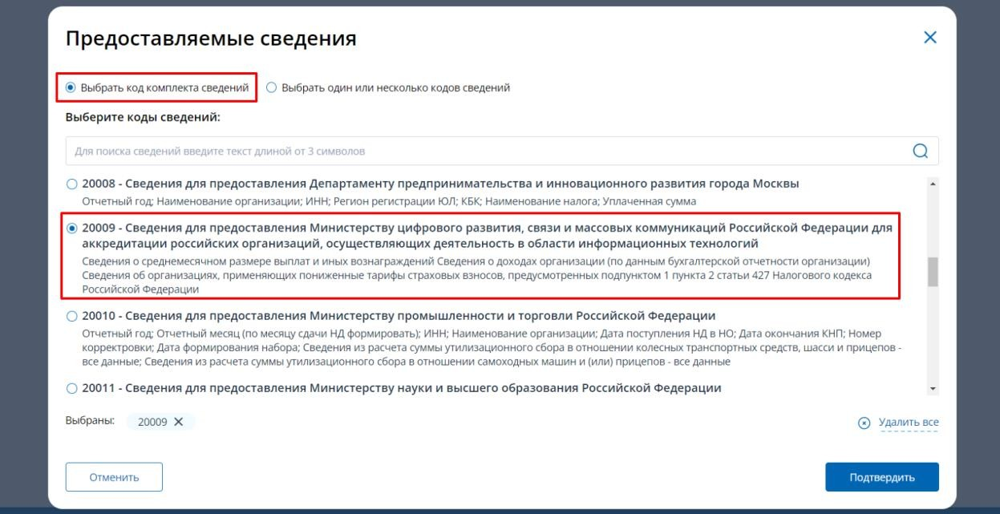 Предоставляемые сведения
Выбрать код комплекта сведений Выбрать один или несколько кодов сведений
Выберите коды сведений:
Для поиска сведений введите текст длиной от 3 символов
20008 - Сведения для предоставления Департаменту предпринимательства и инновационного развития города Москвы
Отчетный год; Наименование организации; ИНН; Регион регистрации ЮЛ; КБК; Наименование налога; Уплаченная сумма
20009 - Сведения для предоставления Министерству цифрового развития, связи и массовых коммуникаций Российской Федерации для
аккредитации российских организаций, осуществляющих деятельность в области информационных технологий
Сведения о среднемесячном размере выплат и иных вознаграждений Сведения о доходах организации (по данным бухгалтерской отчетности организации)
Сведения об организациях, применяющих пониженные тарифы страховых взносов, предусмотренных подпунктом 1 пункта 2 статьи 427 Налогового кодекса
Российской Федерации
20010 - Сведения для предоставления Министерству промышленности и торговли Российской Федерации
Отчетный год; Отчетный месяц (по месяцу сдачи НД формировать); ИНН; Наименование организации; Дата поступления НД в НО; Дата окончания КНП; Номер
корректровки; Дата формирования набора; Сведения из расчета суммы утилизационного сбора в отношении колесных транспортных средств, шасси и прицепов -
все данные; Сведения из расчета суммы утилизационного сбора в отношении самоходных машин и (или) прицепов - все данные
20011 - Сведения для предоставления Министерству науки и высшего образования Российской Федерации
Выбраны: 20009 Удалить все
Отменить Подтвердить